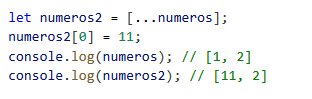 let numeros2 = [...numeros];
numeros2[0] = 11;
console.log(numeros); // [1, 2]
console.log(numeros2); // [11, 2]